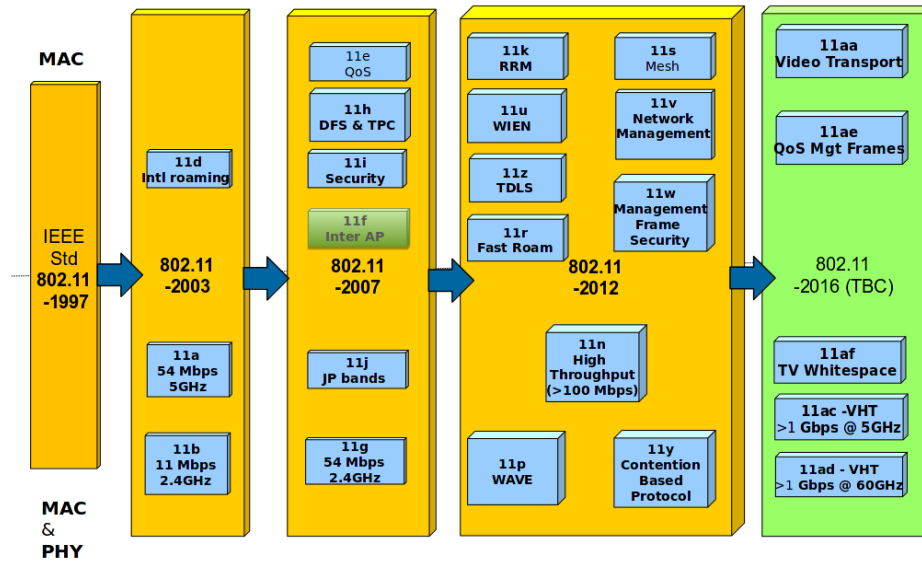 MAC
IEEE
Std
802.11
-1997
MAC
&
PHY
11d
Intl roaming
802.11
-2003
11a
54 Mbps
5GHz
11b
11 Mbps
2.4GHz
11e
QoS
11h
DFS & TPC
11i
Security
11f
Inter AP
802.11
-2007
11j
JP bands
11g
54 Mbps
2.4GHz
11k
RRM
11u
WIEN
11z
TDLS
11r
Fast Roam
11s
Mesh
11v
Network
Management
11w
Management
Frame
Security
802.11
-2012
11n
High
Throughput
(>100 Mbps)
11p
WAVE
11y
Contention
Based
Protocol
11aa
Video Transport
11ae
QoS Mgt Frames
802.11
-2016 (TBC)
11af
TV Whitespace
11ac -VHT
>1 Gbps @ 5GHz
11ad - VHT
>1 Gbps @ 60GHz